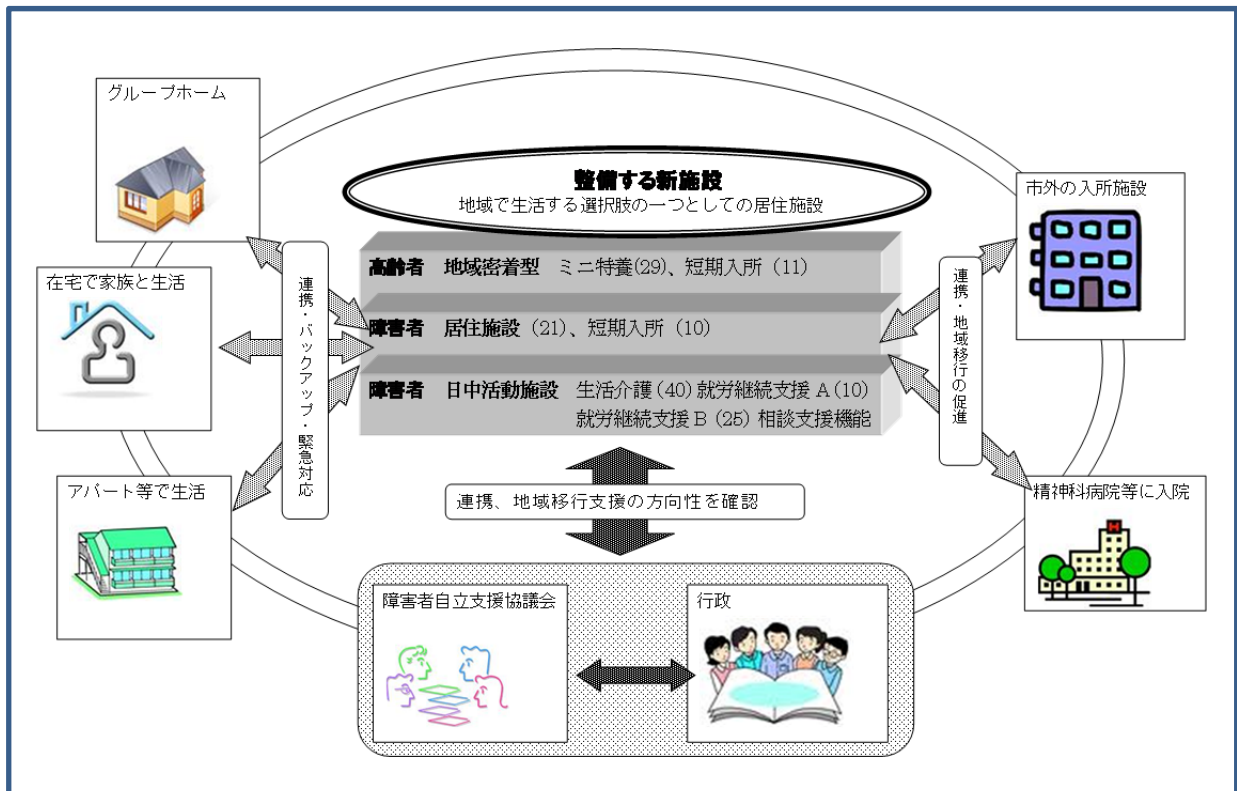 グループホーム
整備する新施設
地域で生活する選択肢の一つとしての居住施設
市外の入所施設
高齢者 地域密着型 ミニ特養(29)、短期入所 (11)
在宅で家族と生活
連携・バックアップ・緊急対応
連携・地域移行の促進
障害者 居住施設 (21)、短期入所 (10)
障害者 日中活動施設 生活介護(40) 就労継続支援 A (10)
就労継続支援 B (25) 相談支援機能
アパート等で生活
連携、地域移行支援の方向性を確認
精神科病院等に入院
H
障害者自立支援協議会
行政